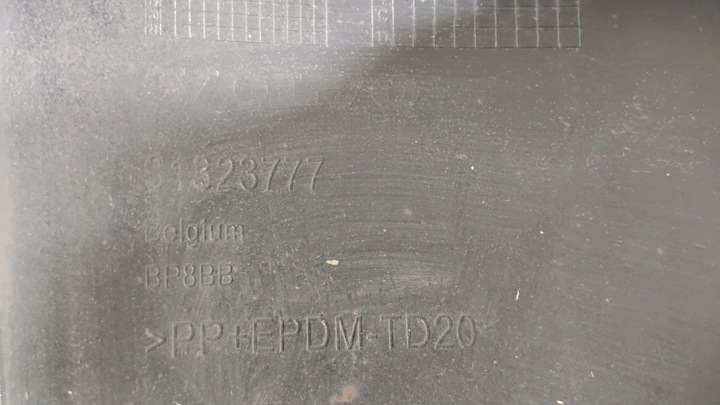 31323777
Belgium
BP8BB
>PP+EPDM-TD20<